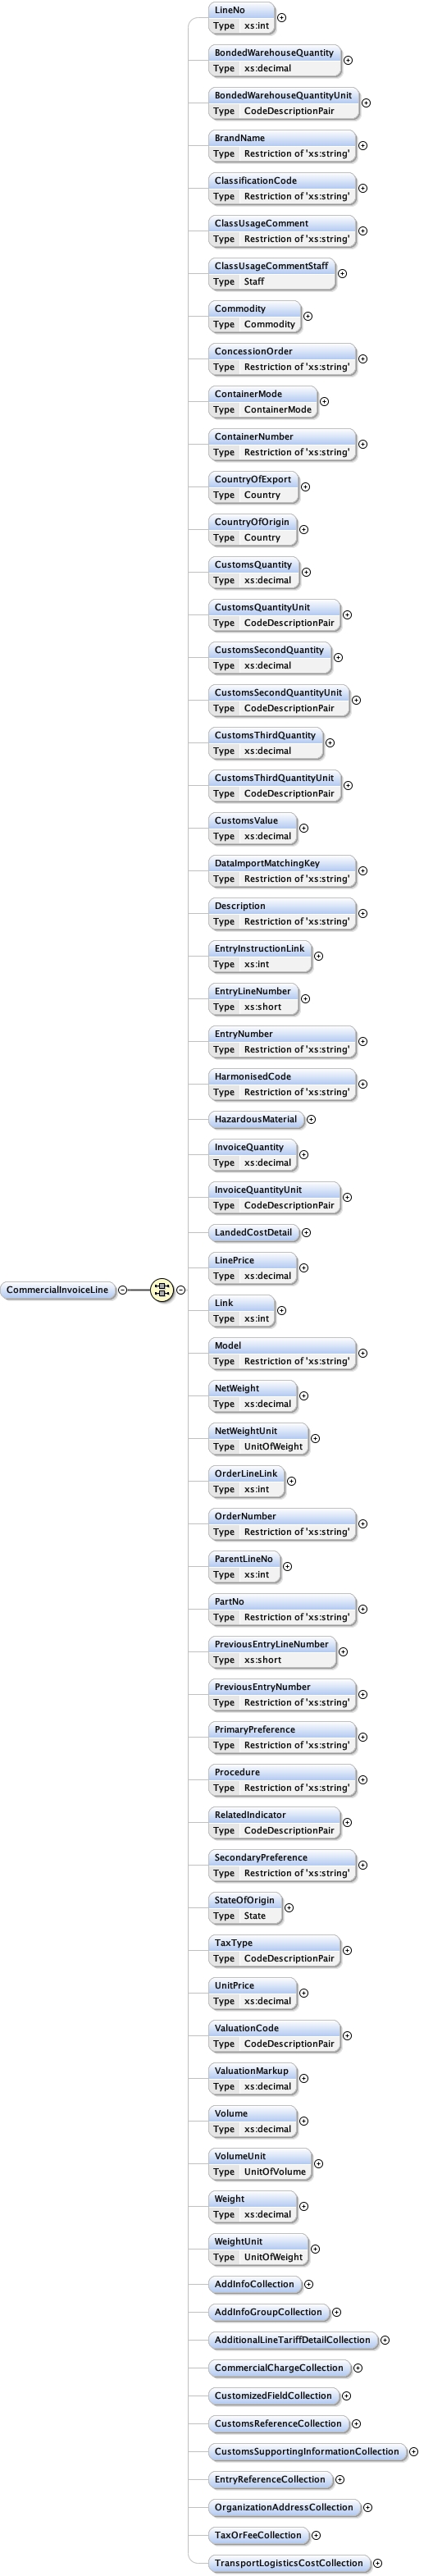 LineNo
Type xs:int
BondedWarehouseQuantity
Type xs:decimal
BondedWarehouseQuantityUnit
Type CodeDescriptionPair
BrandName
Type Restriction of 'xs:string'
ClassificationCode
Type Restriction of 'xs:string'
ClassUsageComment
Type Restriction of 'xs:string'
ClassUsageCommentStaff
Type Staff
Commodity
Type Commodity
ConcessionOrder
Type Restriction of 'xs:string'
ContainerMode
Type ContainerMode
ContainerNumber
Type Restriction of 'xs:string'
CountryOfExport
Type Country
CountryOfOrigin
Type Country
CustomsQuantity
Type xs:decimal
CustomsQuantityUnit
Type CodeDescriptionPair
CustomsSecondQuantity
Type xs:decimal
CustomsSecondQuantityUnit
Type CodeDescriptionPair
CustomsThirdQuantity
Type xs:decimal
CustomsThirdQuantityUnit
Type CodeDescriptionPair
CustomsValue
Type xs:decimal
DataImportMatchingKey
Type Restriction of 'xs:string'
Description
Type Restriction of 'xs:string'
EntryInstructionLink
Type xs:int
EntryLineNumber
Type xs:short
EntryNumber
Type Restriction of 'xs:string'
HarmonisedCode
Type Restriction of 'xs:string'
HazardousMaterial
InvoiceQuantity
Type xs:decimal
InvoiceQuantityUnit
Type CodeDescriptionPair
LandedCostDetail
LinePrice
Type xs:decimal
CommercialInvoiceLine
Link
Type xs:int
Model
Type Restriction of 'xs:string'
NetWeight
Type xs:decimal
NetWeightUnit
Type UnitOfWeight
OrderLineLink
Type xs:int
OrderNumber
Type Restriction of 'xs:string'
ParentLineNo
Type xs:int
PartNo
Type Restriction of 'xs:string'
PreviousEntryLineNumber
Type xs:short
PreviousEntryNumber
Type Restriction of 'xs:string'
PrimaryPreference
Type Restriction of 'xs:string'
Procedure
Type Restriction of 'xs:string'
RelatedIndicator
Type CodeDescriptionPair
SecondaryPreference
Type Restriction of 'xs:string'
StateOfOrigin
Type State
TaxType
Type CodeDescriptionPair
UnitPrice
Type xs:decimal
ValuationCode
Type CodeDescriptionPair
ValuationMarkup
Type xs:decimal
Volume
Type xs:decimal
VolumeUnit
Type UnitOfVolume
Weight
Type xs:decimal
WeightUnit
Type UnitOfWeight
AddInfoCollection
AddInfoGroupCollection
AdditionalLineTariffDetailCollection
CommercialChargeCollection
CustomizedFieldCollection
CustomsReferenceCollection
CustomsSupportingInformationCollection
EntryReferenceCollection
OrganizationAddressCollection
TaxOrFeeCollection
TransportLogisticsCostCollection